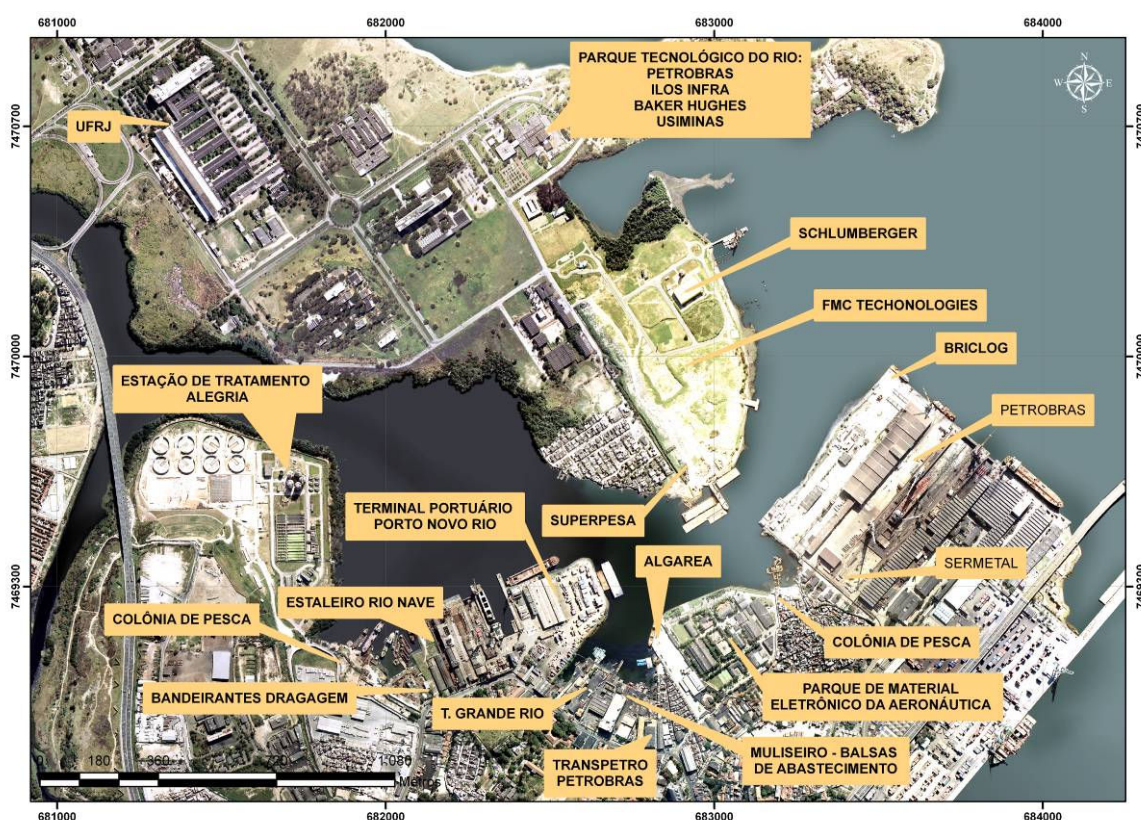 681000
682000
683000
684000
PARQUE TECNOLÓGICO DO RIO:
PETROBRAS
ILOS INFRA
BAKER HUGHES
USIMINAS
N
W
E
S
7470700
7470700
UFRJ
SCHLUMBERGER
FMC TECHONOLOGIES
7470000
7470000
BRICLOG
ESTAÇÃO DE TRATAMENTO
ALEGRIA
PETROBRAS
TERMINAL PORTUÁRIO
PORTO NOVO RIO
SUPERPESA
ALGAREA
SERMETAL
7469300
7469300
ESTALEIRO RIO NAVE
COLÔNIA DE PESCA
COLÔNIA DE PESCA
BANDEIRANTES DRAGAGEM
T. GRANDE RIO
PARQUE DE MATERIAL
ELETRÔNICO DA AERONÁUTICA
TRANSPETRO
PETROBRAS
MULISEIRO - BALSAS
DE ABASTECIMENTO
0 180 360 720 1.080
Metros
681000
682000
683000
684000